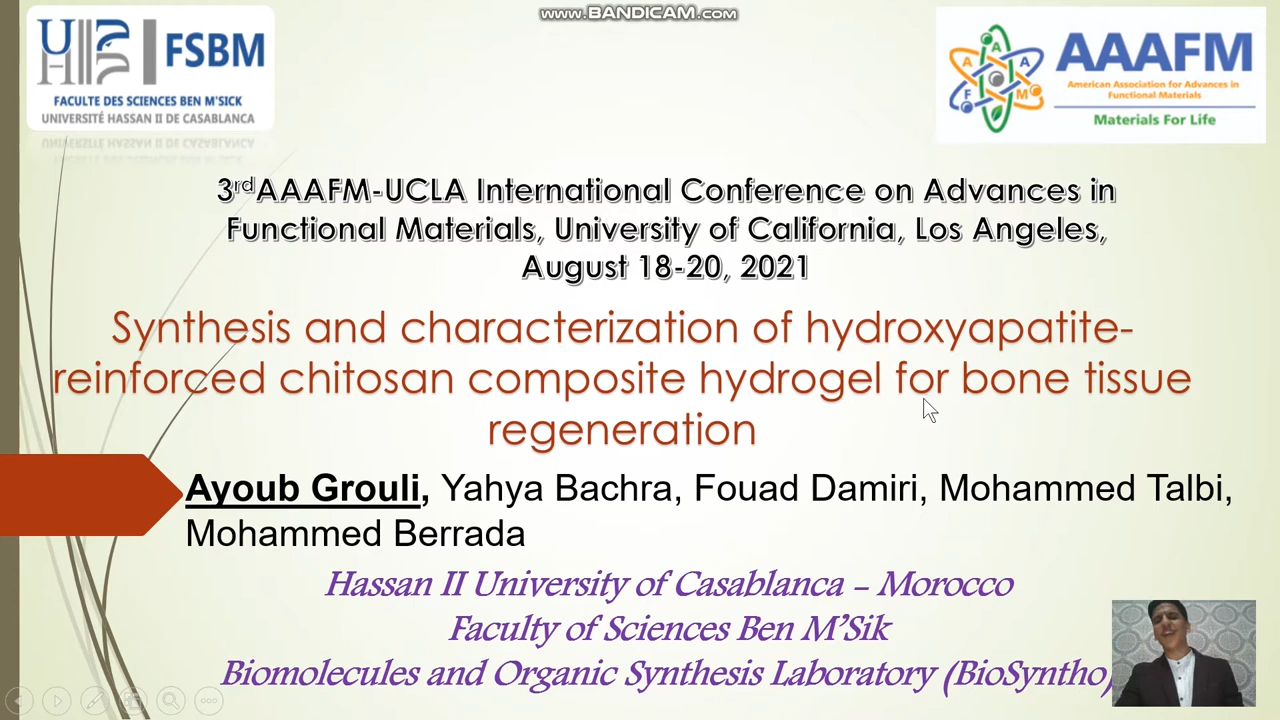 www.BANDICAM.com
UH2C FSBM
FACULTE DES SCIENCES BEN M'SICK
UNIVERSITÉ HASSAN II DE CASABLANCA
A A A F M
AAAFM
American Association for Advances in
Functional Materials
Materials For Life
3rdAAAFM-UCLA International Conference on Advances in
Functional Materials, University of California, Los Angeles,
August 18-20, 2021
Synthesis and characterization of hydroxyapatite-
reinforced chitosan composite hydrogel for bone tissue
regeneration
Ayoub Grouli, Yahya Bachra, Fouad Damiri, Mohammed Talbi,
Mohammed Berrada
Hassan II University of Casablanca – Morocco
Faculty of Sciences Ben M'Sik
Biomolecules and Organic Synthesis Laboratory (BioSyntho)